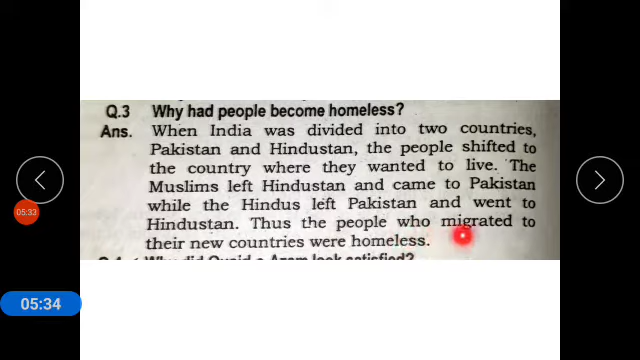 Q.3 Why had people become homeless?
Ans. When India was divided into two countries,
Pakistan and Hindustan, the people shifted to
the country where they wanted to live. The
Muslims left Hindustan and came to Pakistan
while the Hindus left Pakistan and went to
Hindustan. Thus the people who migrated to
their new countries were homeless.
05:33
05:34